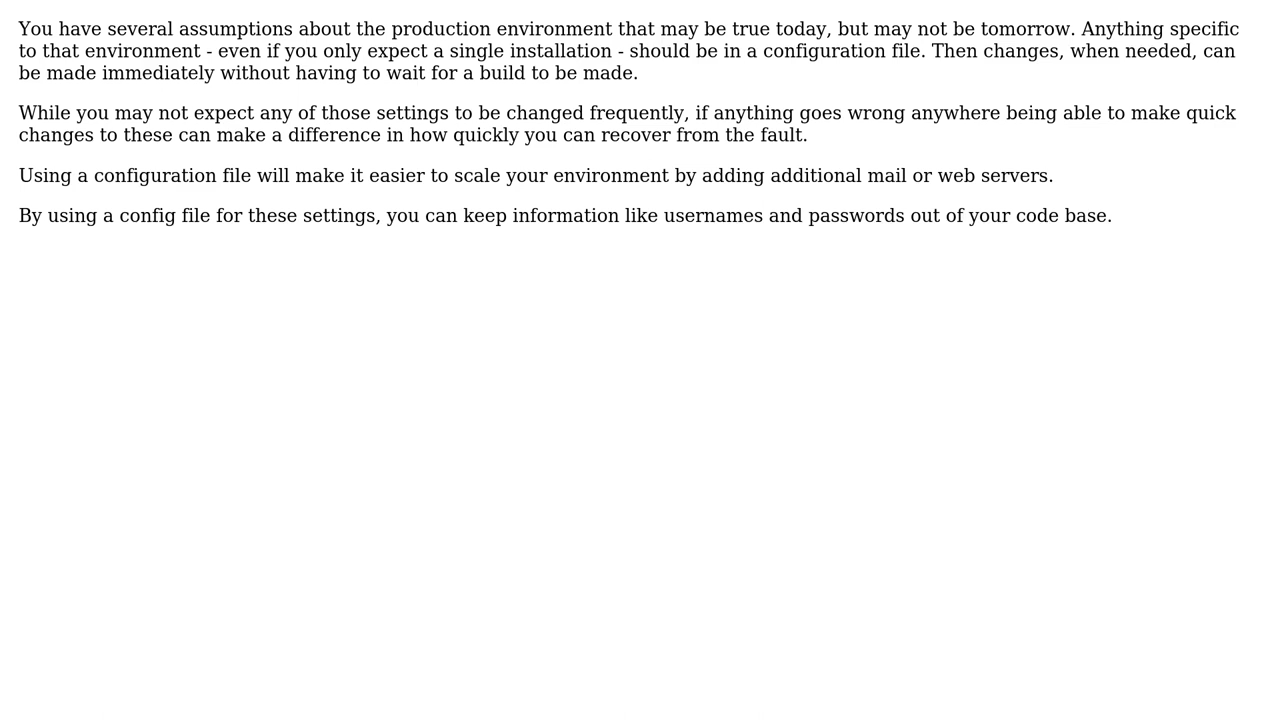 You have several assumptions about the production environment that may be true today, but may not be tomorrow. Anything specific
to that environment - even if you only expect a single installation - should be in a configuration file. Then changes, when needed, can
be made immediately without having to wait for a build to be made.
While you may not expect any of those settings to be changed frequently, if anything goes wrong anywhere being able to make quick
changes to these can make a difference in how quickly you can recover from the fault.
Using a configuration file will make it easier to scale your environment by adding additional mail or web servers.
By using a config file for these settings, you can keep information like usernames and passwords out of your code base.